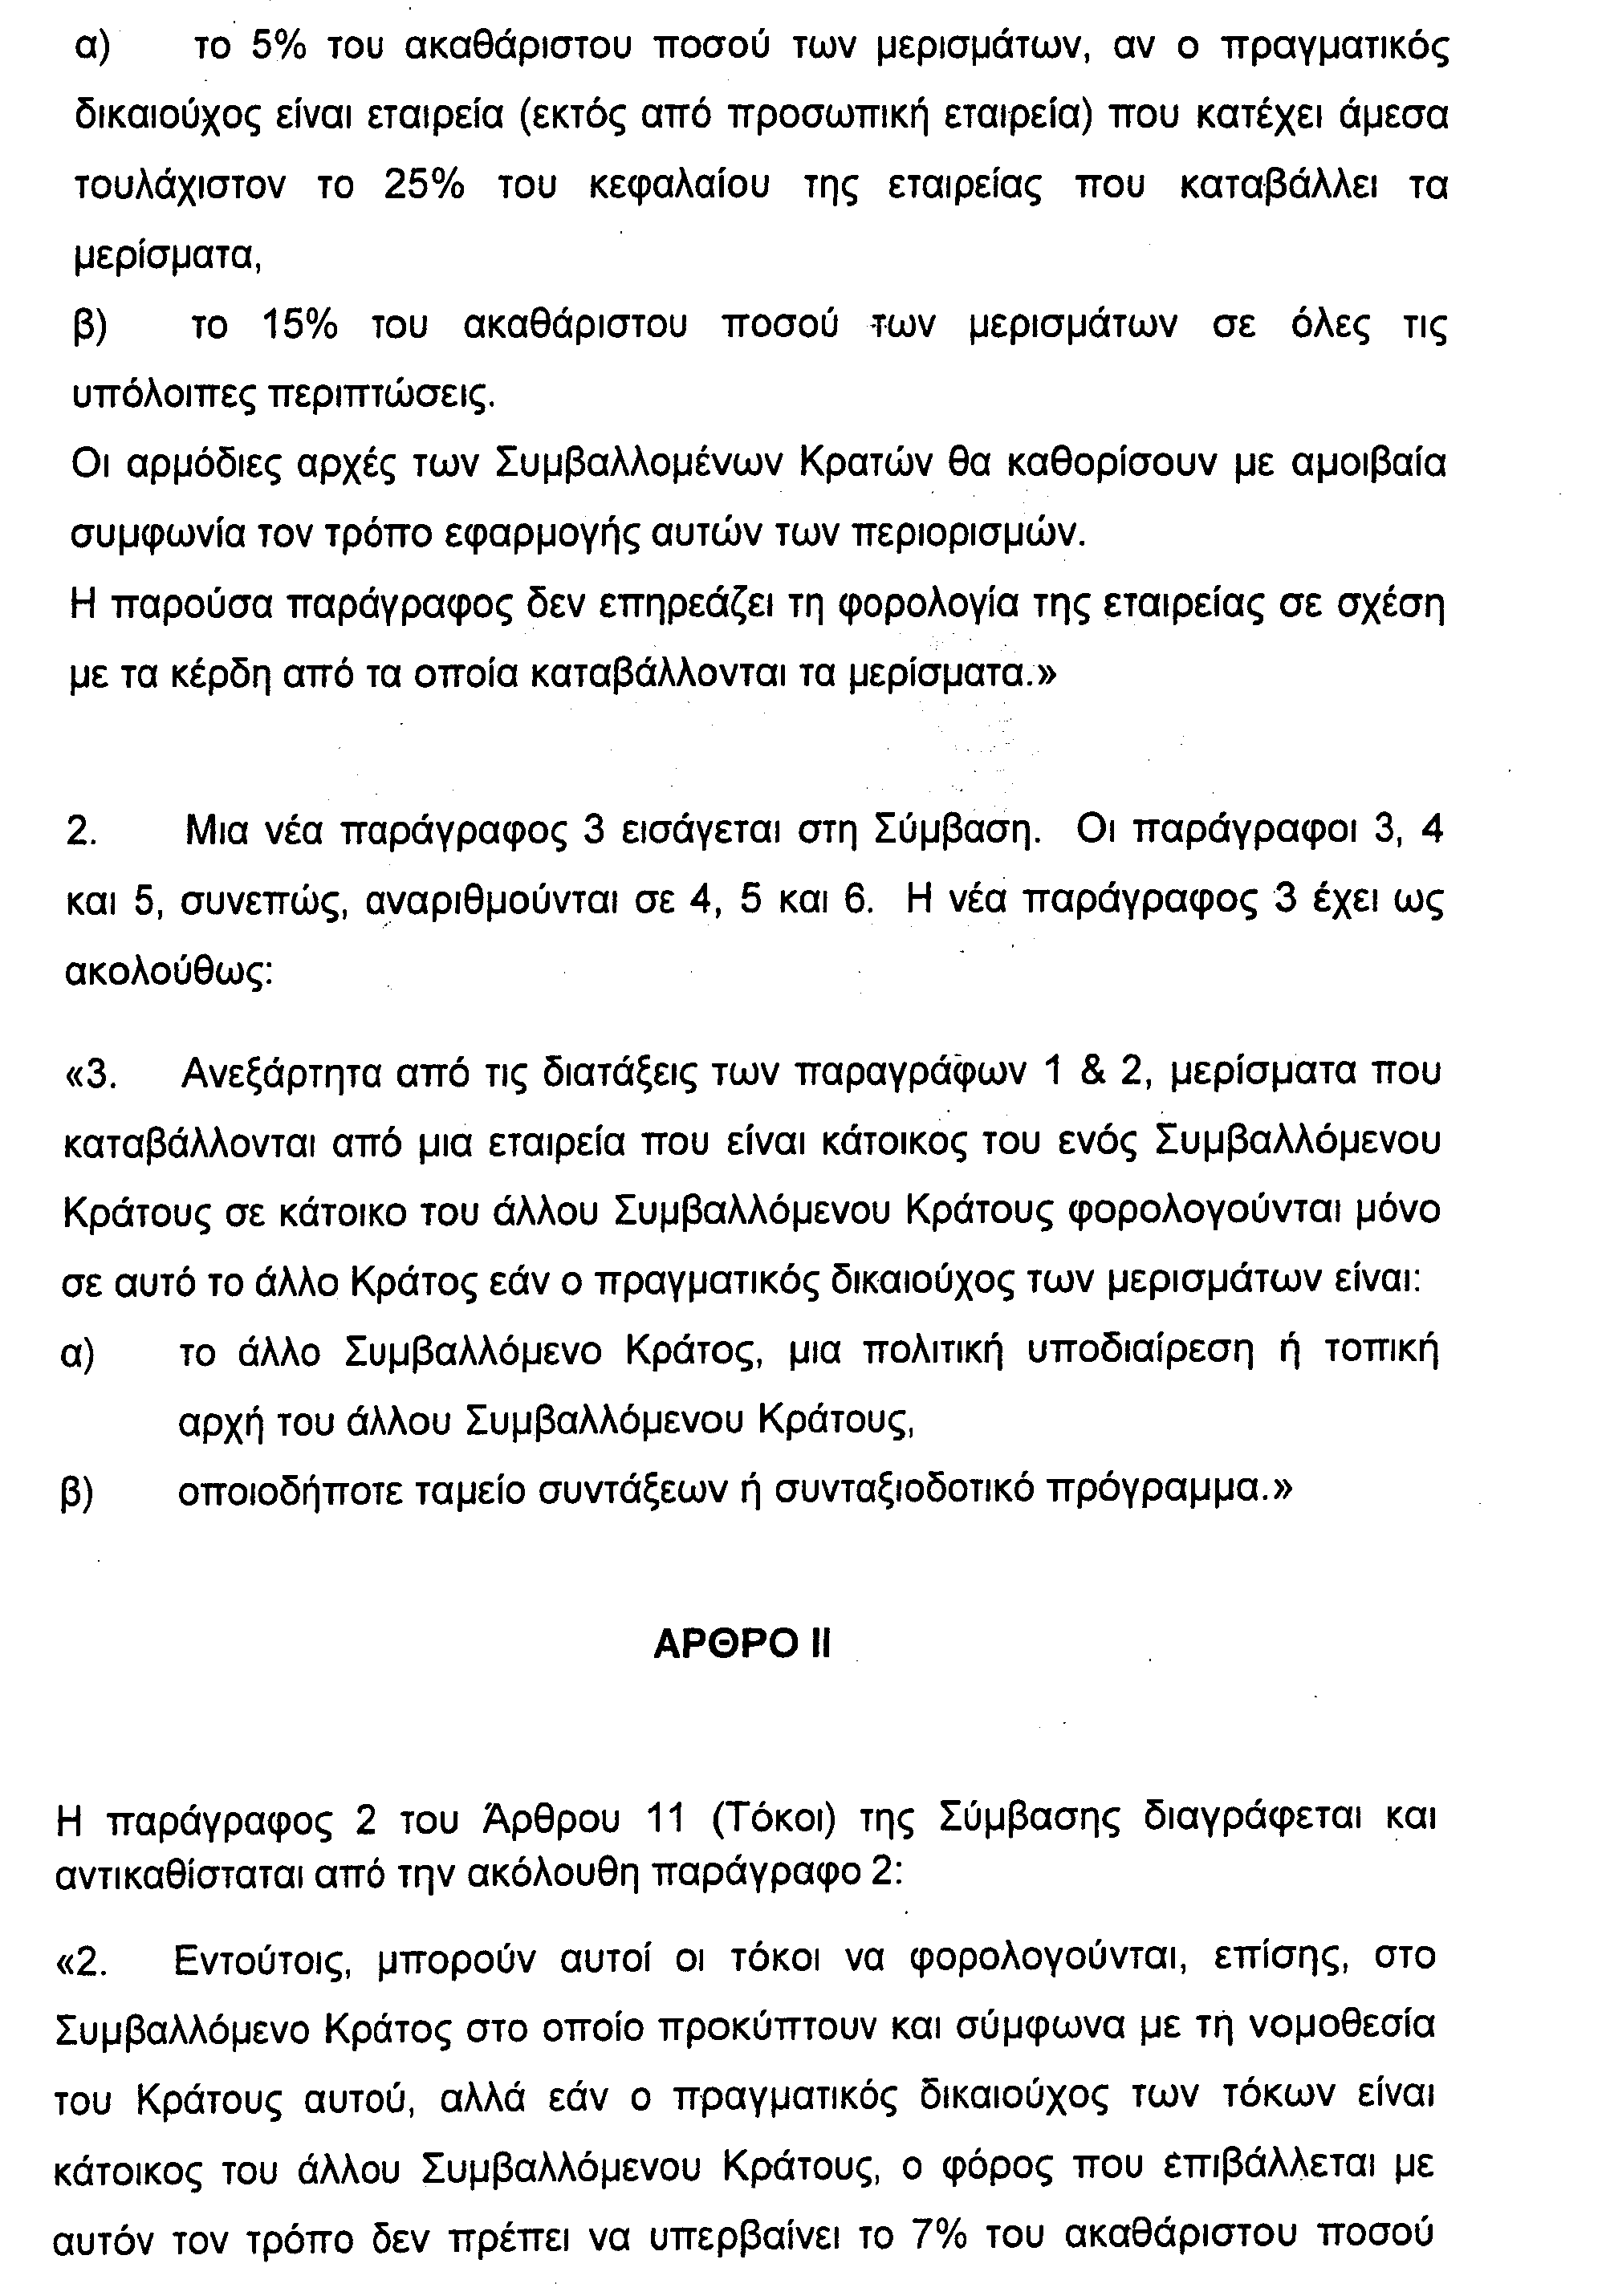 α) το 5% του ακαθάριστου ποσού των μερισμάτων, αν ο πραγματικός
δικαιούχος είναι εταιρεία (εκτός από προσωπική εταιρεία) που κατέχει άμεσα
τουλάχιστον το 25% του κεφαλαίου της εταιρείας που καταβάλλει τα
μερίσματα,
β) το 15% του ακαθάριστου ποσού των μερισμάτων σε όλες τις
υπόλοιπες περιπτώσεις.
Οι αρμόδιες αρχές των Συμβαλλομένων Κρατών θα καθορίσουν με αμοιβαία
συμφωνία τον τρόπο εφαρμογής αυτών των περιορισμών.
Η παρούσα παράγραφος δεν επηρεάζει τη φορολογία της εταιρείας σε σχέση
με τα κέρδη από τα οποία καταβάλλονται τα μερίσματα.»
2. Μια νέα παράγραφος 3 εισάγεται στη Σύμβαση. Οι παράγραφοι 3, 4
και 5, συνεπώς, αναριθμούνται σε 4, 5 και 6. Η νέα παράγραφος 3 έχει ως
ακολούθως:
«3. Ανεξάρτητα από τις διατάξεις των παραγράφων 1 & 2, μερίσματα που
καταβάλλονται από μια εταιρεία που είναι κάτοικος του ενός Συμβαλλόμενου
Κράτους σε κάτοικο του άλλου Συμβαλλόμενου Κράτους φορολογούνται μόνο
σε αυτό το άλλο Κράτος εάν ο πραγματικός δικαιούχος των μερισμάτων είναι:
α) το άλλο Συμβαλλόμενο Κράτος, μια πολιτική υποδιαίρεση ή τοπική
αρχή του άλλου Συμβαλλόμενου Κράτους,
β) οποιοδήποτε ταμείο συντάξεων ή συνταξιοδοτικό πρόγραμμα.»
ΑΡΘΡΟ ΙΙ
Η παράγραφος 2 του Άρθρου 11 (Τόκοι) της Σύμβασης διαγράφεται και
αντικαθίσταται από την ακόλουθη παράγραφο 2:
«2. Εντούτοις, μπορούν αυτοί οι τόκοι να φορολογούνται, επίσης, στο
Συμβαλλόμενο Κράτος στο οποίο προκύπτουν και σύμφωνα με τη νομοθεσία
του Κράτους αυτού, αλλά εάν ο πραγματικός δικαιούχος των τόκων είναι
κάτοικος του άλλου Συμβαλλόμενου Κράτους, ο φόρος που επιβάλλεται με
αυτόν τον τρόπο δεν πρέπει να υπερβαίνει το 7% του ακαθάριστου ποσού